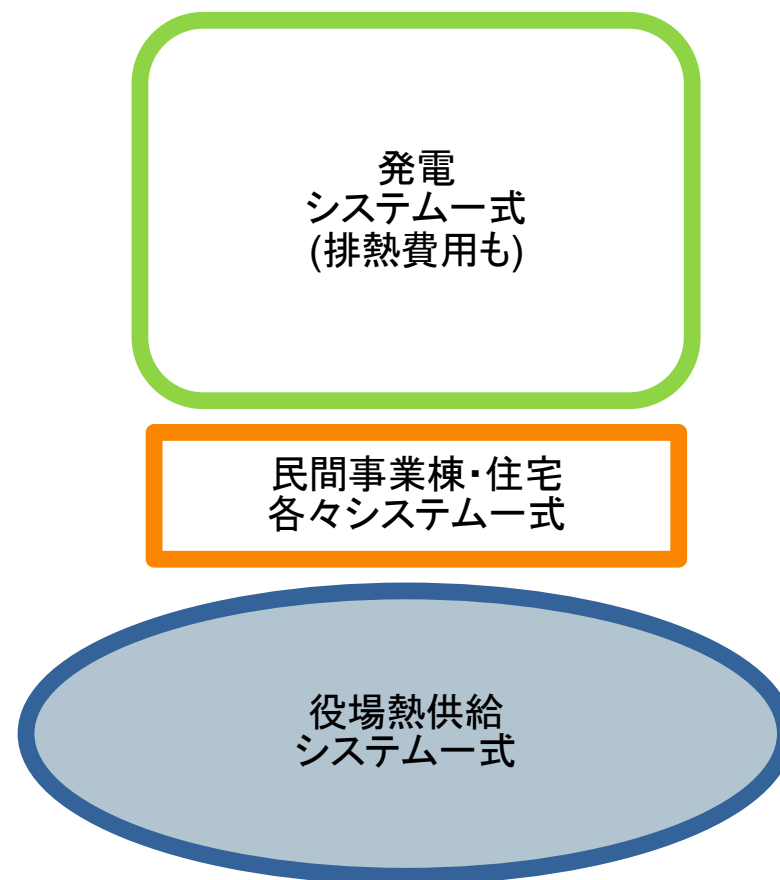 発電
システム一式
(排熱費用も)
民間事業棟・住宅
各々システム一式
役場熱供給
システム一式